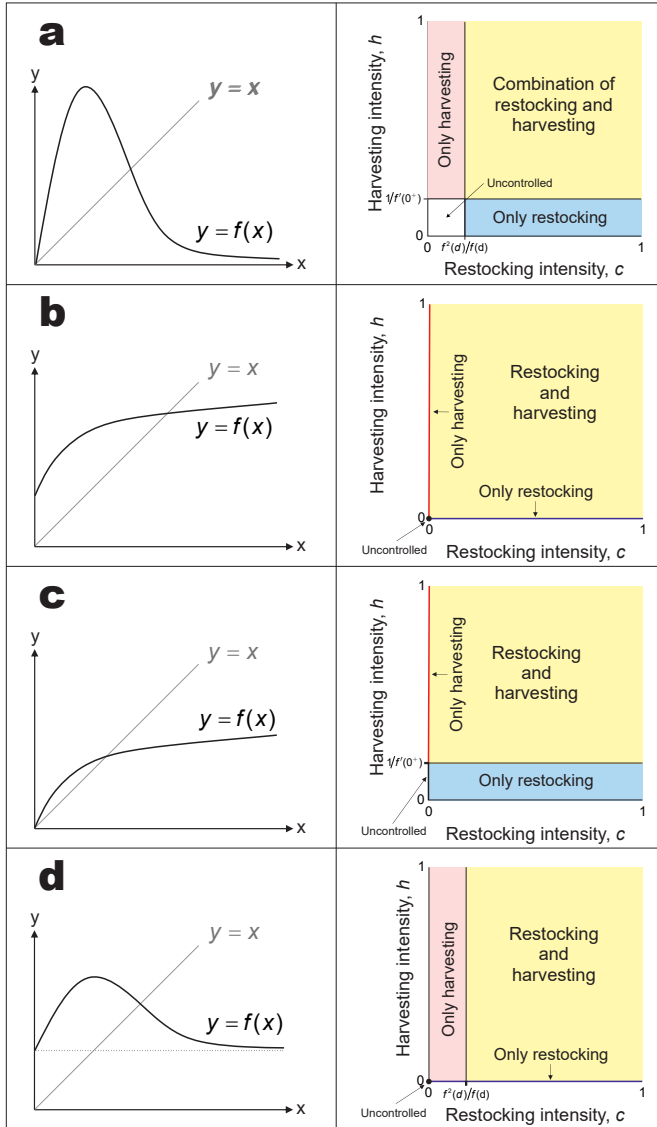 a
y
y = x
y = f(x)
x
Harvesting intensity, h
1
Only harvesting
Combination of
restocking and
harvesting
Uncontrolled
1/f'(0⁺)
Only restocking
0
0
f²(d)/f(d)
1
Restocking intensity, c
b
y
y = x
y = f(x)
x
Harvesting intensity, h
1
Only harvesting
Restocking
and
harvesting
Only restocking
0
0
1
Uncontrolled
Restocking intensity, c
c
y
y = x
y = f(x)
x
Harvesting intensity, h
1
Only harvesting
Restocking
and
harvesting
1/f'(0⁺)
Only restocking
0
0
1
Uncontrolled
Restocking intensity, c
d
y
y = x
y = f(x)
x
Harvesting intensity, h
1
Only harvesting
Restocking
and
harvesting
Only restocking
0
0
f²(d)/f(d)
1
Uncontrolled
Restocking intensity, c